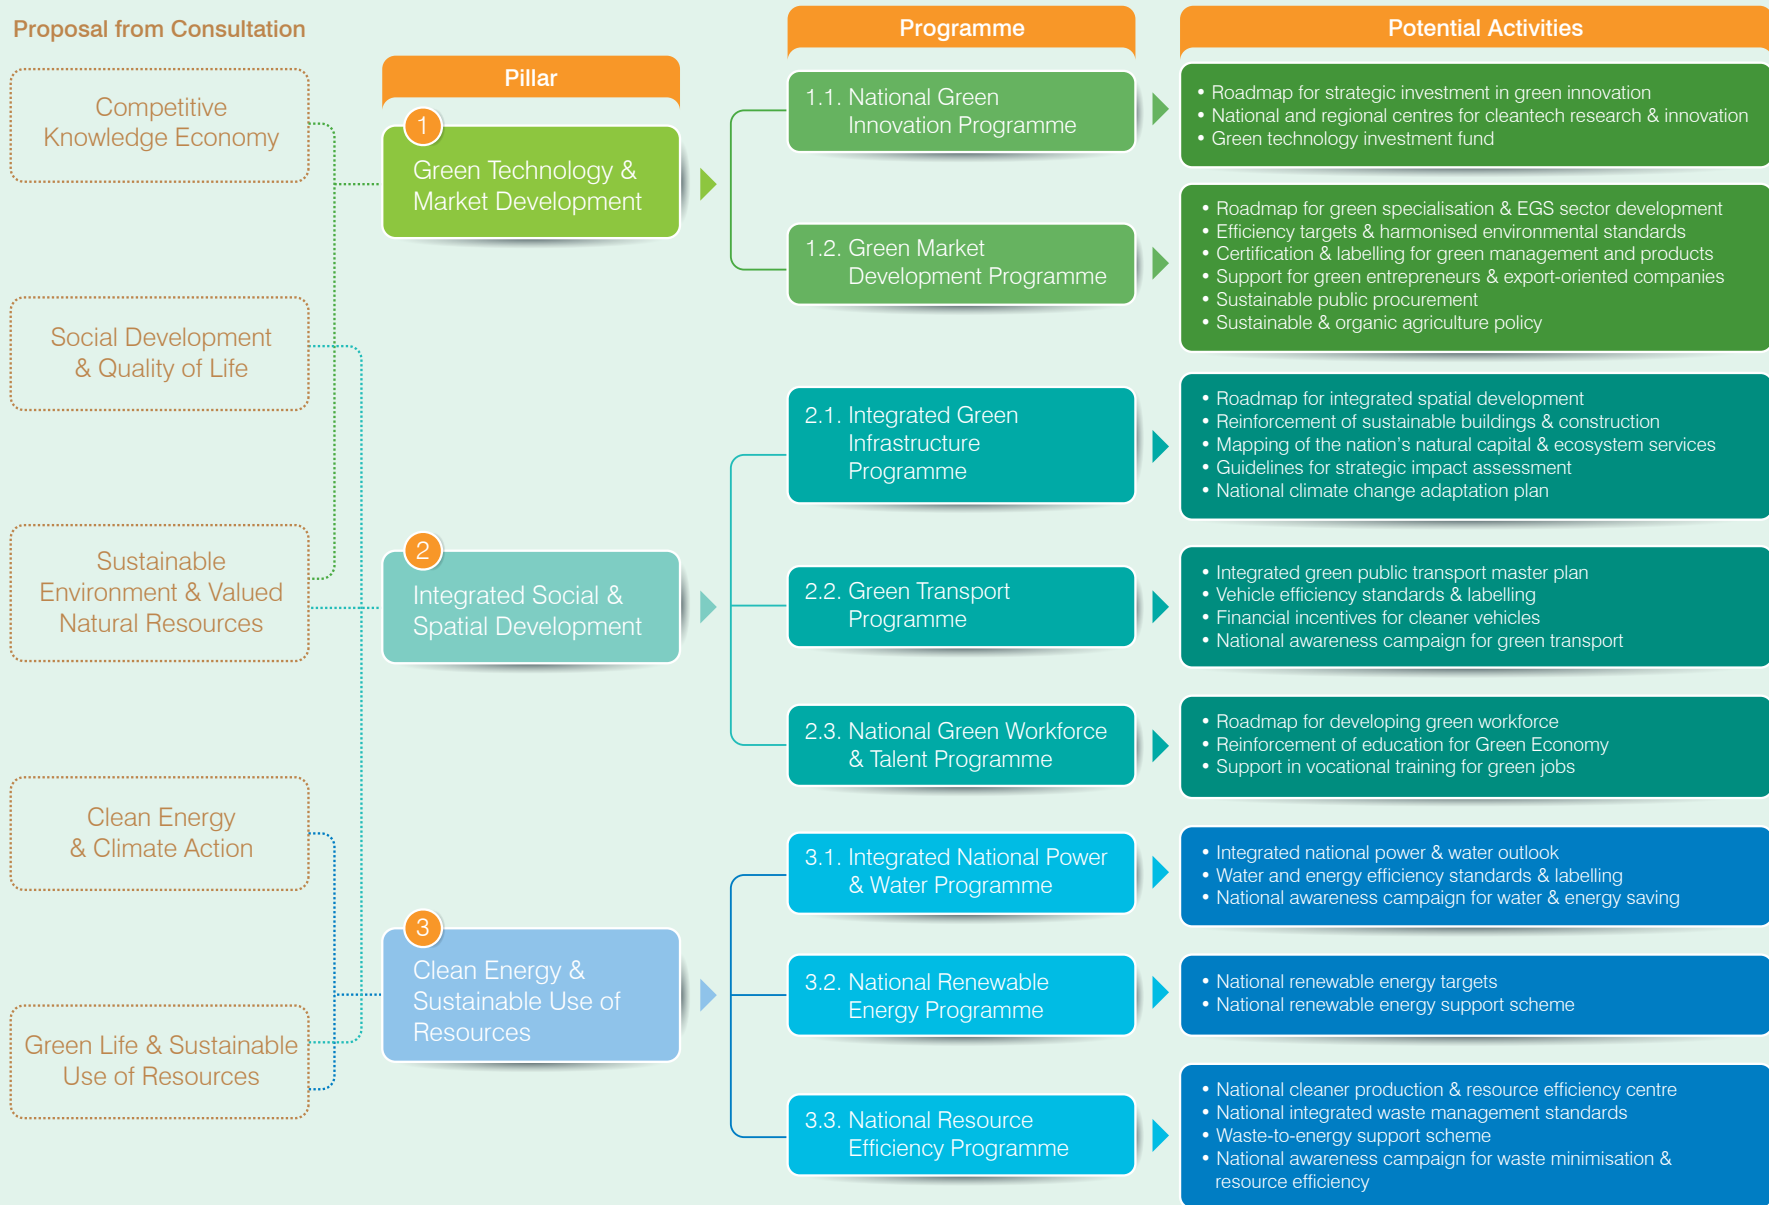 Proposal from Consultation
Competitive
Knowledge Economy
Social Development
& Quality of Life
Sustainable
Environment & Valued
Natural Resources
Clean Energy
& Climate Action
Green Life & Sustainable
Use of Resources
Pillar
1
Green Technology &
Market Development
2
Integrated Social &
Spatial Development
3
Clean Energy &
Sustainable Use of
Resources
Programme
1.1. National Green
Innovation Programme
1.2. Green Market
Development Programme
2.1. Integrated Green
Infrastructure
Programme
2.2. Green Transport
Programme
2.3. National Green Workforce
& Talent Programme
3.1. Integrated National Power
& Water Programme
3.2. National Renewable
Energy Programme
3.3. National Resource
Efficiency Programme
Potential Activities
• Roadmap for strategic investment in green innovation
• National and regional centres for cleantech research & innovation
• Green technology investment fund
• Roadmap for green specialisation & EGS sector development
• Efficiency targets & harmonised environmental standards
• Certification & labelling for green management and products
• Support for green entrepreneurs & export-oriented companies
• Sustainable public procurement
• Sustainable & organic agriculture policy
• Roadmap for integrated spatial development
• Reinforcement of sustainable buildings & construction
• Mapping of the nation's natural capital & ecosystem services
• Guidelines for strategic impact assessment
• National climate change adaptation plan
• Integrated green public transport master plan
• Vehicle efficiency standards & labelling
• Financial incentives for cleaner vehicles
• National awareness campaign for green transport
• Roadmap for developing green workforce
• Reinforcement of education for Green Economy
• Support in vocational training for green jobs
• Integrated national power & water outlook
• Water and energy efficiency standards & labelling
• National awareness campaign for water & energy saving
• National renewable energy targets
• National renewable energy support scheme
• National cleaner production & resource efficiency centre
• National integrated waste management standards
• Waste-to-energy support scheme
• National awareness campaign for waste minimisation &
resource efficiency